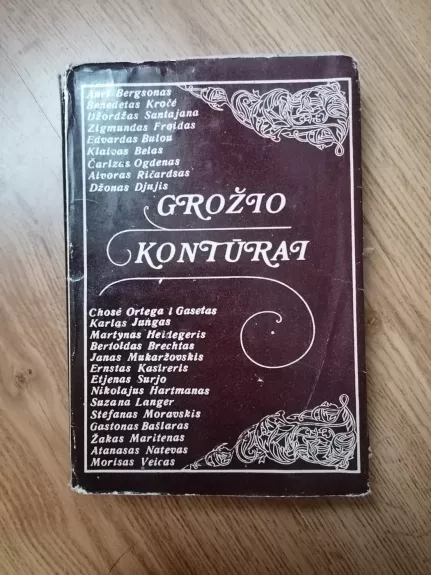 Anri Bergsonas
Benedetas Kročė
Džordžas Santajana
Zigmundas Froidas
Edvardas Bulou
Klaivas Belas
Čarlzas Ogdenas
Aivoras Ričardsas
Džonas Djujis
GROŽIO
KONTŪRAI
Chosė Ortega i Gasetas
Karlas Jungas
Martynas Heidegeris
Bertoldas Brechtas
Janas Mukaržovskis
Ernstas Kasireris
Etjenas Surjo
Nikolajus Hartmanas
Suzana Langer
Stefanas Moravskis
Gastonas Bašlaras
Žakas Maritenas
Atanasas Natevas
Morisas Veicas